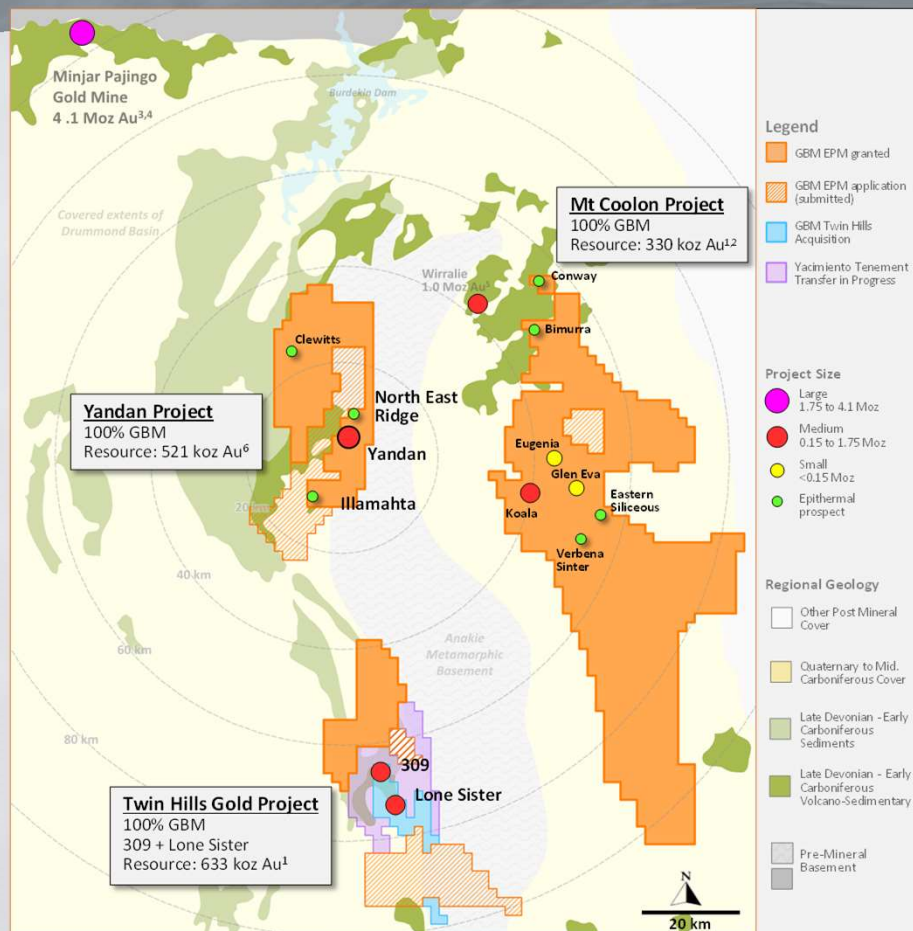 Minjar Pajingo
Gold Mine
4 .1 Moz Au3,4
Burdekin Dam
Covered extents of
Drummond Basin
Mt Coolon Project
100% GBM
Resource: 330 koz Au1,2
Wirralie
1.0 Moz Au5
Conway
Bimurra
Clewitts
North East
Ridge
Yandan Project
100% GBM
Resource: 521 koz Au6
Yandan
Eugenia
Glen Eva
Illamahta
Koala
Eastern
Siliceous
Verbena
Sinter
20 km
40 km
60 km
80 km
Anakie
Metamorphic
Basement
309
Lone Sister
Twin Hills Gold Project
100% GBM
309 + Lone Sister
Resource: 633 koz Au1
N
20 km
Legend
GBM EPM granted
GBM EPM application
(submitted)
GBM Twin Hills
Acquisition
Yacimiento Tenement
Transfer in Progress
Project Size
Large
1.75 to 4.1 Moz
Medium
0.15 to 1.75 Moz
Small
<0.15 Moz
Epithermal
prospect
Regional Geology
Other Post Mineral
Cover
Quaternary to Mid.
Carboniferous Cover
Late Devonian - Early
Carboniferous
Sediments
Late Devonian - Early
Carboniferous
Volcano-Sedimentary
Pre-Mineral
Basement